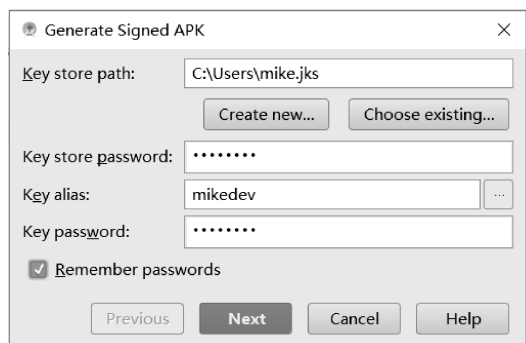 Generate Signed APK
Key store path: C:\Users\mike.jks
Create new... Choose existing...
Key store password: ••••••••
Key alias: mikedev ...
Key password: ••••••••
Remember passwords
Previous Next Cancel Help